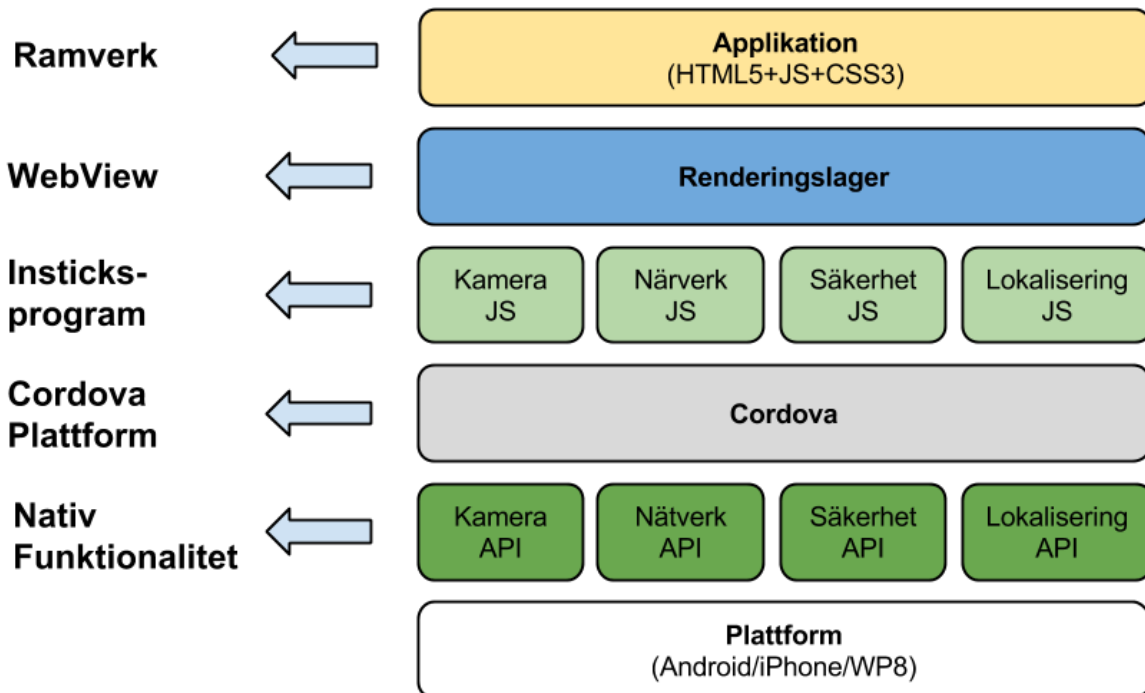 Ramverk
Applikation
(HTML5+JS+CSS3)
WebView
Renderingslager
Insticks-
program
Kamera
JS
Närverk
JS
Säkerhet
JS
Lokalisering
JS
Cordova
Plattform
Cordova
Nativ
Funktionalitet
Kamera
API
Nätverk
API
Säkerhet
API
Lokalisering
API
Plattform
(Android/iPhone/WP8)